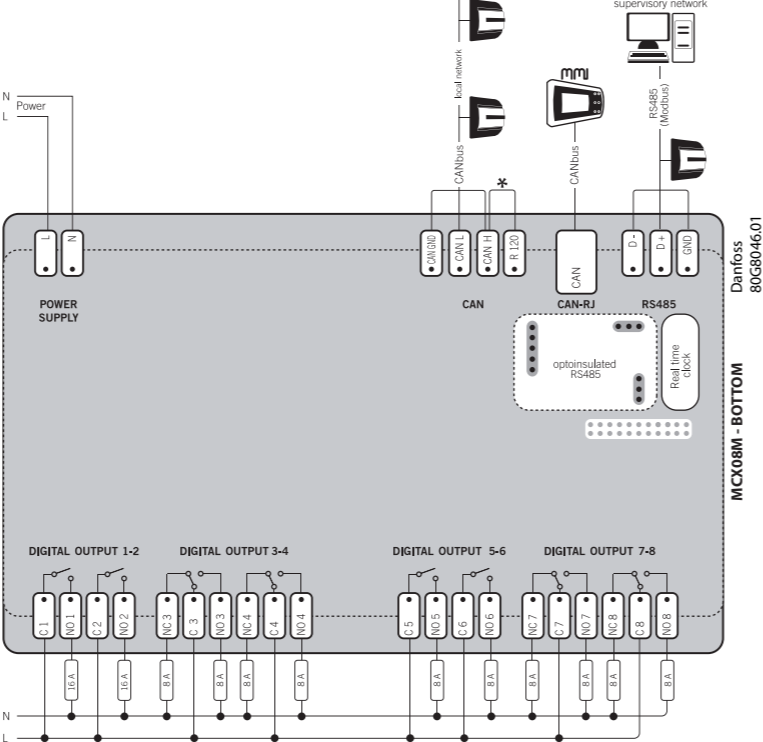 supervisory network
local network
MMI
RS485
(Modbus)
N
Power
L
CANbus
CANbus
*
L
N
CAN GND
CAN L
CAN H
R 120
CAN
D -
D +
GND
POWER
SUPPLY
CAN
CAN-RJ
RS485
Danfoss
80G8046.01
optoinsulated
RS485
Real time
clock
MCX08M - BOTTOM
DIGITAL OUTPUT 1-2
DIGITAL OUTPUT 3-4
DIGITAL OUTPUT 5-6
DIGITAL OUTPUT 7-8
C 1
NO 1
C 2
NO 2
NC 3
C 3
NO 3
NC 4
C 4
NO 4
C 5
NO 5
C 6
NO 6
NC 7
C 7
NO 7
NC 8
C 8
NO 8
16 A
16 A
8 A
8 A
8 A
8 A
8 A
8 A
8 A
8 A
8 A
8 A
N
L